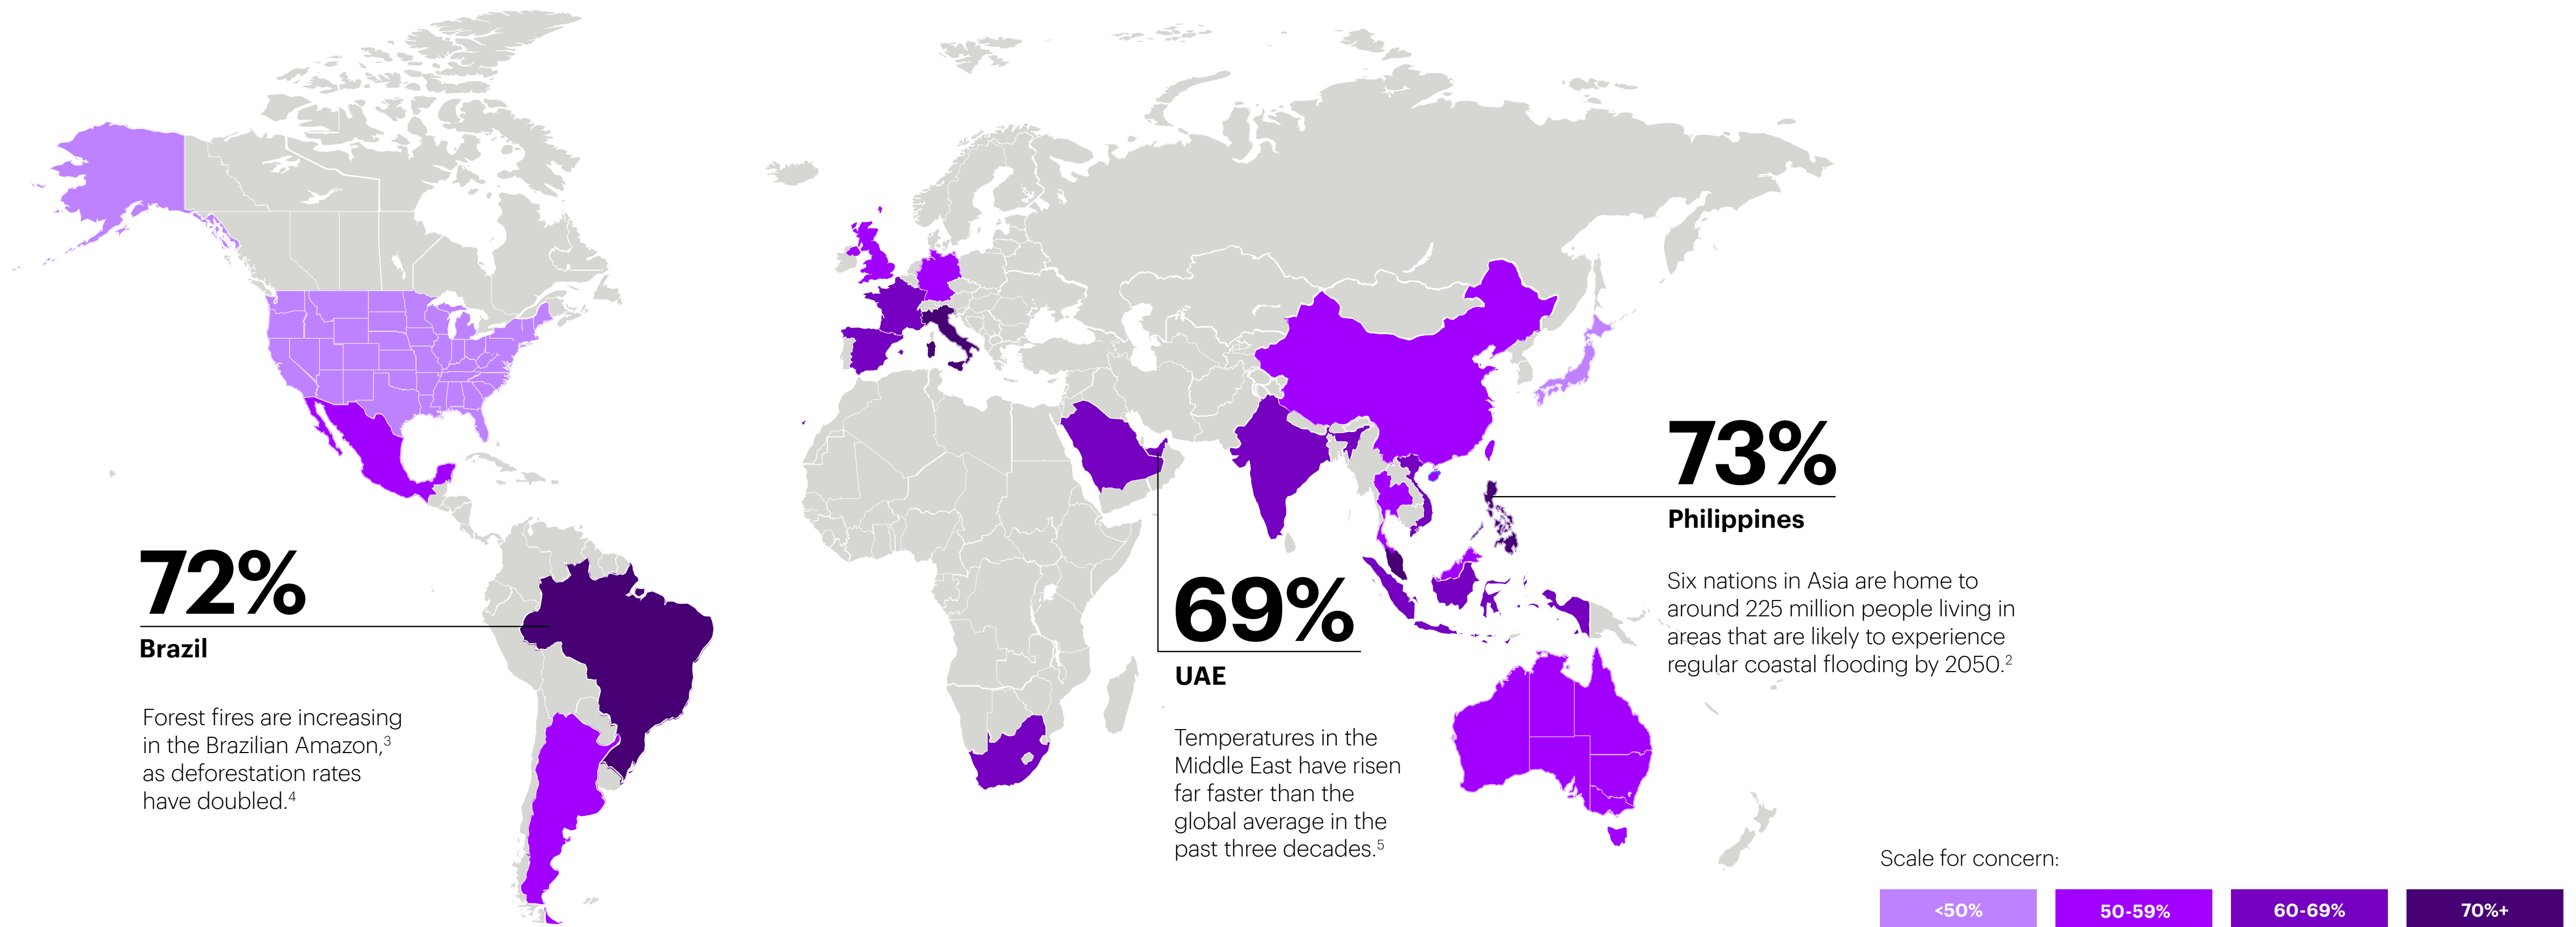 73%
Philippines
Six nations in Asia are home to
around 225 million people living in
areas that are likely to experience
regular coastal flooding by 2050.2
72%
Brazil
Forest fires are increasing
in the Brazilian Amazon,3
as deforestation rates
have doubled.4
69%
UAE
Temperatures in the
Middle East have risen
far faster than the
global average in the
past three decades.5
Scale for concern:
<50%
50-59%
60-69%
70%+